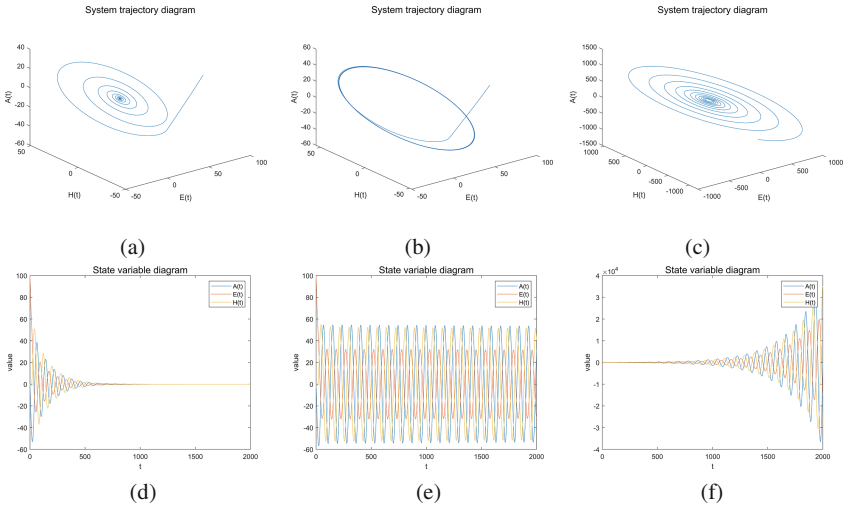 System trajectory diagram
40
20
0
-20
-40
-60
A(t)
50
0
-50
H(t)
-50
0
50
100
E(t)
(a)
System trajectory diagram
60
40
20
0
-20
-40
-60
A(t)
50
0
-50
H(t)
-50
0
50
100
E(t)
(b)
System trajectory diagram
1500
1000
500
0
-500
-1000
-1500
A(t)
1000
500
0
-500
-1000
H(t)
-1000
-500
0
500
1000
E(t)
(c)
State variable diagram
100
80
60
40
20
0
-20
-40
-60
value
0
500
1000
1500
2000
t
A(t)
E(t)
H(t)
(d)
State variable diagram
100
80
60
40
20
0
-20
-40
-60
value
0
500
1000
1500
2000
t
A(t)
E(t)
H(t)
(e)
× 10⁴
State variable diagram
4
3
2
1
0
-1
-2
-3
-4
value
0
500
1000
1500
2000
t
A(t)
E(t)
H(t)
(f)